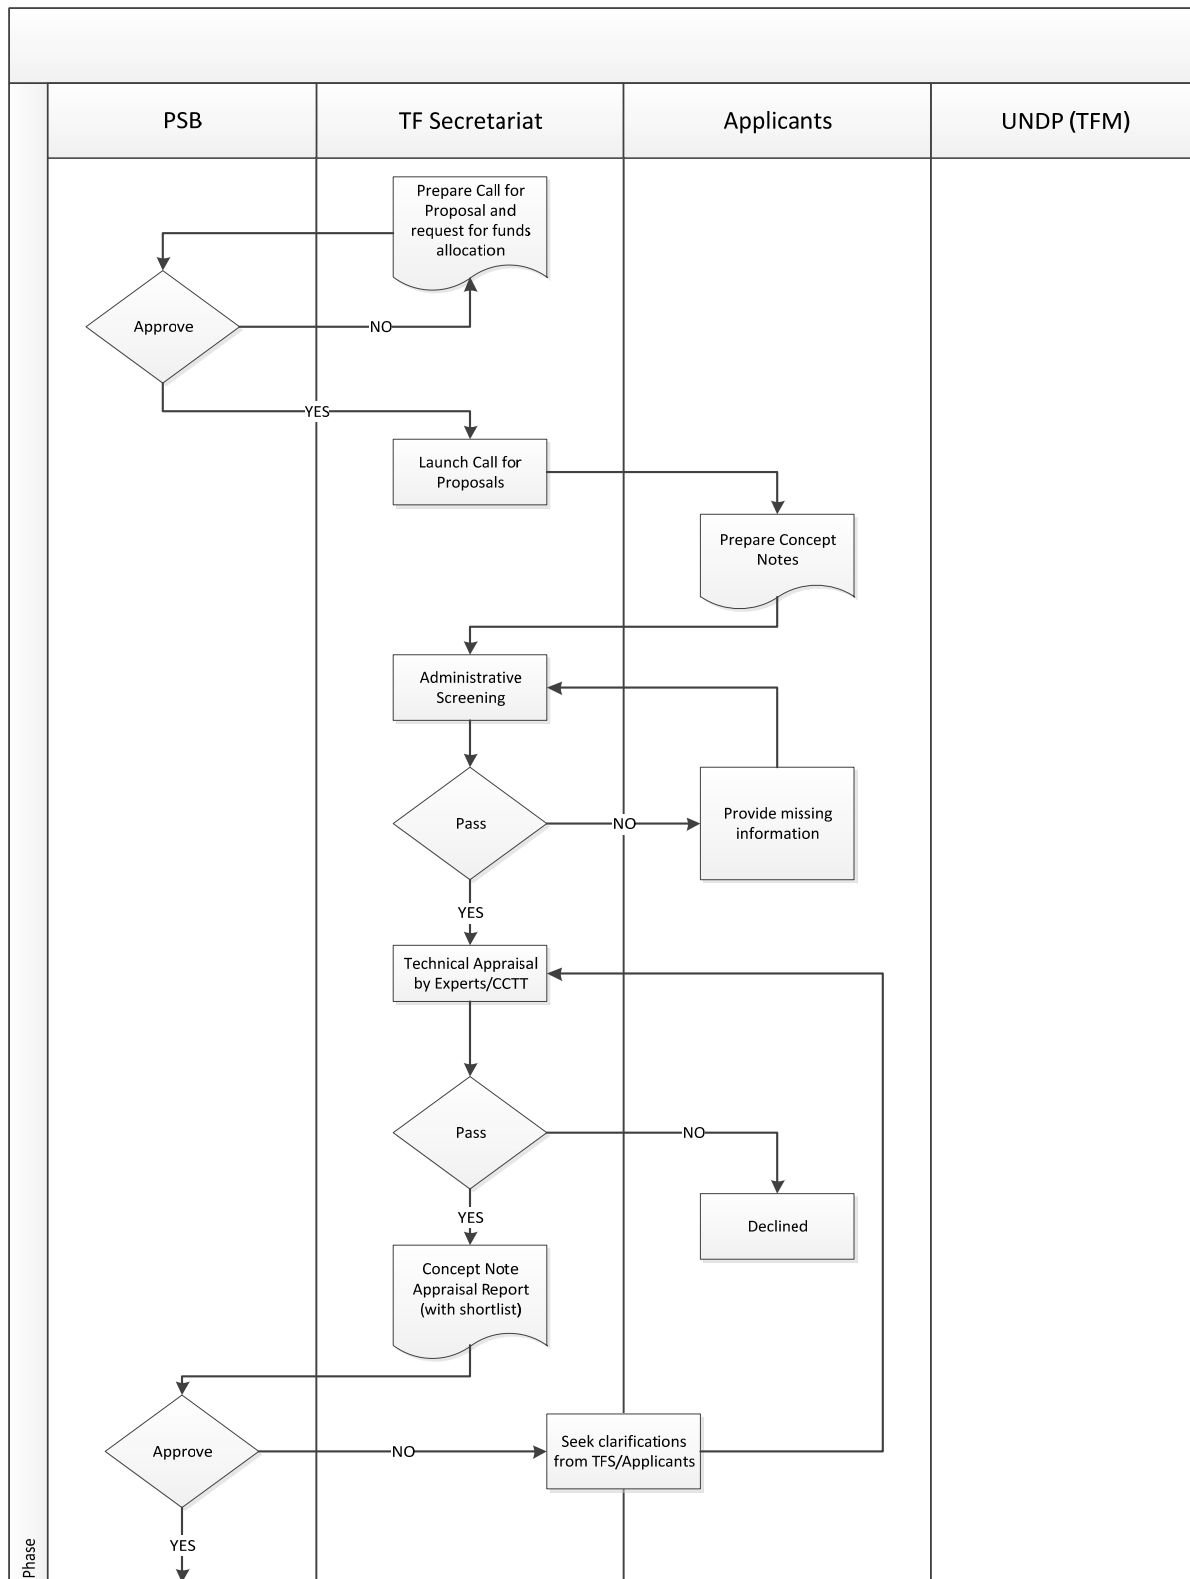 PSB
TF Secretariat
Applicants
UNDP (TFM)
Prepare Call for
Proposal and
request for funds
allocation
Approve
NO
YES
Launch Call for
Proposals
Prepare Concept
Notes
Administrative
Screening
Pass
NO
Provide missing
information
YES
Technical Appraisal
by Experts/CCTT
Pass
NO
Declined
YES
Concept Note
Appraisal Report
(with shortlist)
Approve
NO
Seek clarifications
from TFS/Applicants
YES
Phase